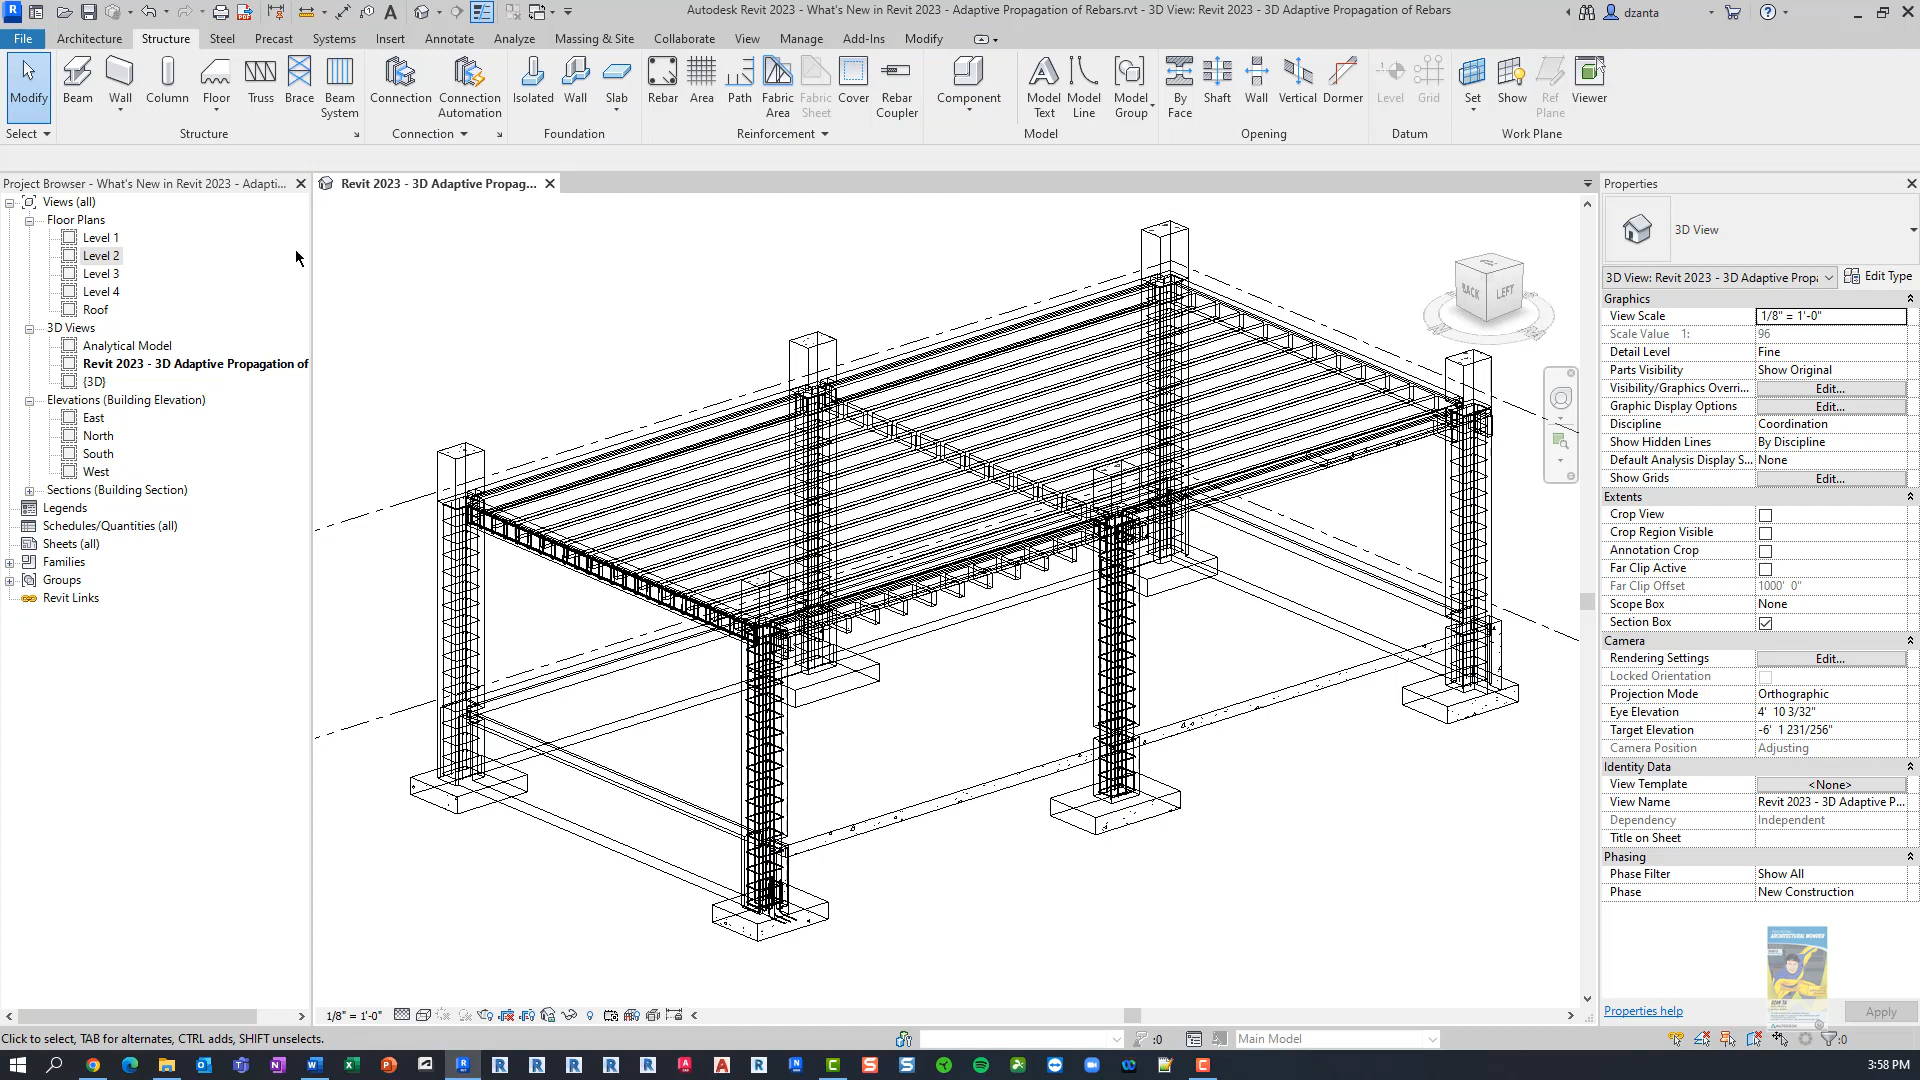 Autodesk Revit 2023 - What's New in Revit 2023 - Adaptive Propagation of Rebars.rvt - 3D View: Revit 2023 - 3D Adaptive Propagation of Rebars
dzanta
File Architecture Structure Steel Precast Systems Insert Annotate Analyze Massing & Site Collaborate View Manage Add-Ins Modify
Modify Beam Wall Column Floor Truss Brace Beam System Connection Connection Automation Isolated Wall Slab Rebar Area Path Fabric Area Fabric Sheet Cover Rebar Coupler Component Model Text Model Line Model Group By Face Shaft Wall Vertical Dormer Level Grid Set Show Ref Plane Viewer
Select Structure Connection Foundation Reinforcement Model Opening Datum Work Plane
Project Browser - What's New in Revit 2023 - Adapti...
Views (all)
Floor Plans
Level 1
Level 2
Level 3
Level 4
Roof
3D Views
Analytical Model
Revit 2023 - 3D Adaptive Propagation of
{3D}
Elevations (Building Elevation)
East
North
South
West
Sections (Building Section)
Legends
Schedules/Quantities (all)
Sheets (all)
Families
Groups
Revit Links
Revit 2023 - 3D Adaptive Propag...
BACK LEFT
1/8" = 1'-0"
Properties
3D View
3D View: Revit 2023 - 3D Adaptive Propa Edit Type
Graphics
View Scale 1/8" = 1'-0"
Scale Value 1: 96
Detail Level Fine
Parts Visibility Show Original
Visibility/Graphics Overri... Edit...
Graphic Display Options Edit...
Discipline Coordination
Show Hidden Lines By Discipline
Default Analysis Display S... None
Show Grids Edit...
Extents
Crop View
Crop Region Visible
Annotation Crop
Far Clip Active
Far Clip Offset 1000' 0"
Scope Box None
Section Box
Camera
Rendering Settings Edit...
Locked Orientation
Projection Mode Orthographic
Eye Elevation 4' 10 3/32"
Target Elevation -6' 1 231/256"
Camera Position Adjusting
Identity Data
View Template <None>
View Name Revit 2023 - 3D Adaptive P...
Dependency Independent
Title on Sheet
Phasing
Phase Filter Show All
Phase New Construction
ARCHITECTURAL WONDER
Properties help Apply
Click to select, TAB for alternates, CTRL adds, SHIFT unselects.
:0
Main Model
:0
3:58 PM